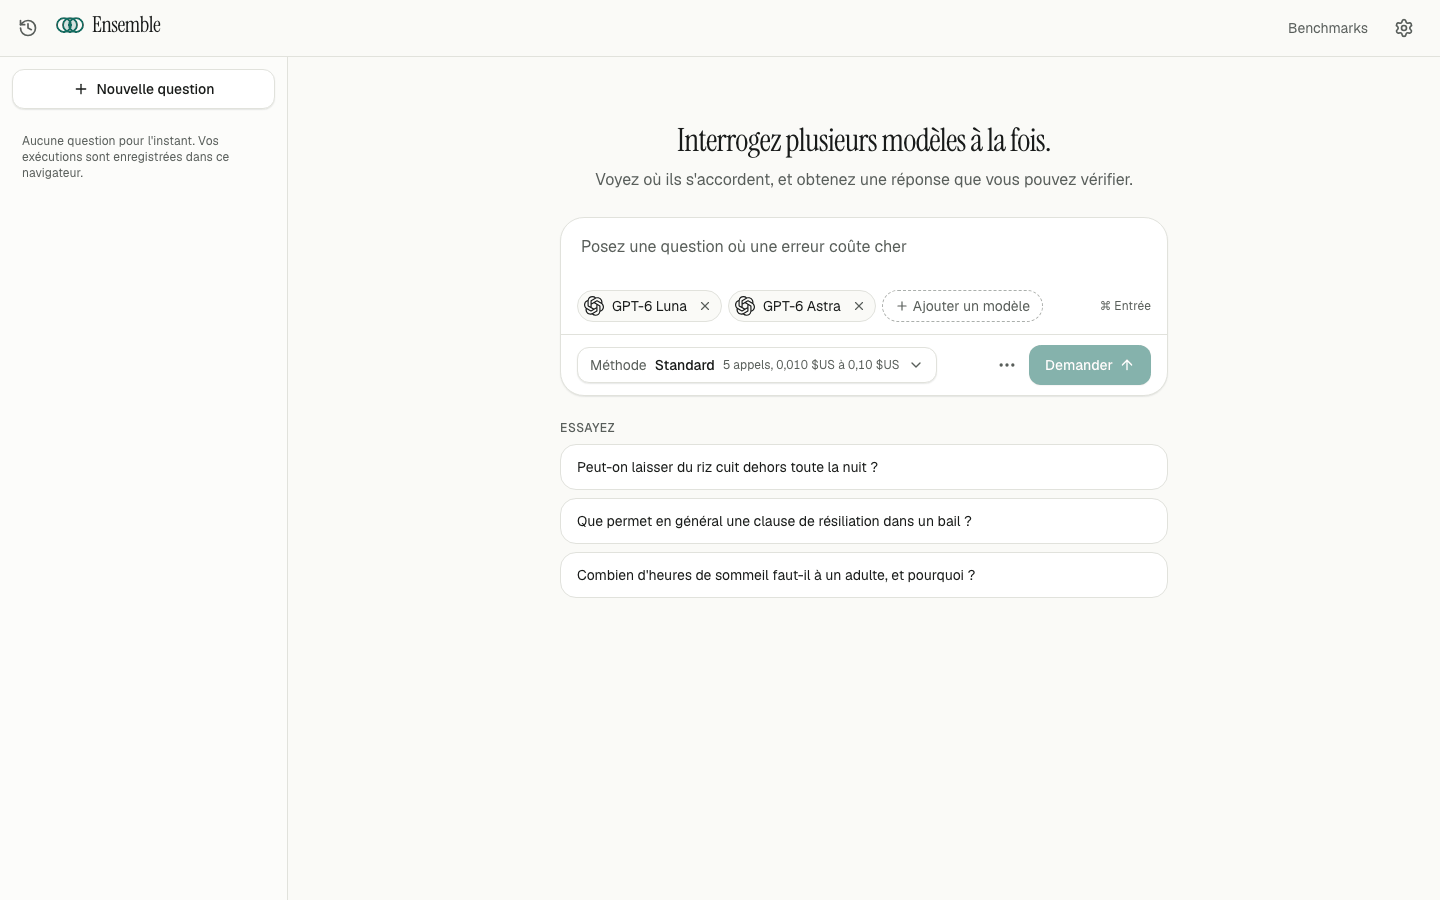 Ensemble
Benchmarks
Nouvelle question
Aucune question pour l'instant. Vos
exécutions sont enregistrées dans ce
navigateur.
Interrogez plusieurs modèles à la fois.
Voyez où ils s'accordent, et obtenez une réponse que vous pouvez vérifier.
Posez une question où une erreur coûte cher
GPT-6 Luna
GPT-6 Astra
+ Ajouter un modèle
⌘ Entrée
Méthode Standard 5 appels, 0,010 $US à 0,10 $US
Demander
ESSAYEZ
Peut-on laisser du riz cuit dehors toute la nuit ?
Que permet en général une clause de résiliation dans un bail ?
Combien d'heures de sommeil faut-il à un adulte, et pourquoi ?